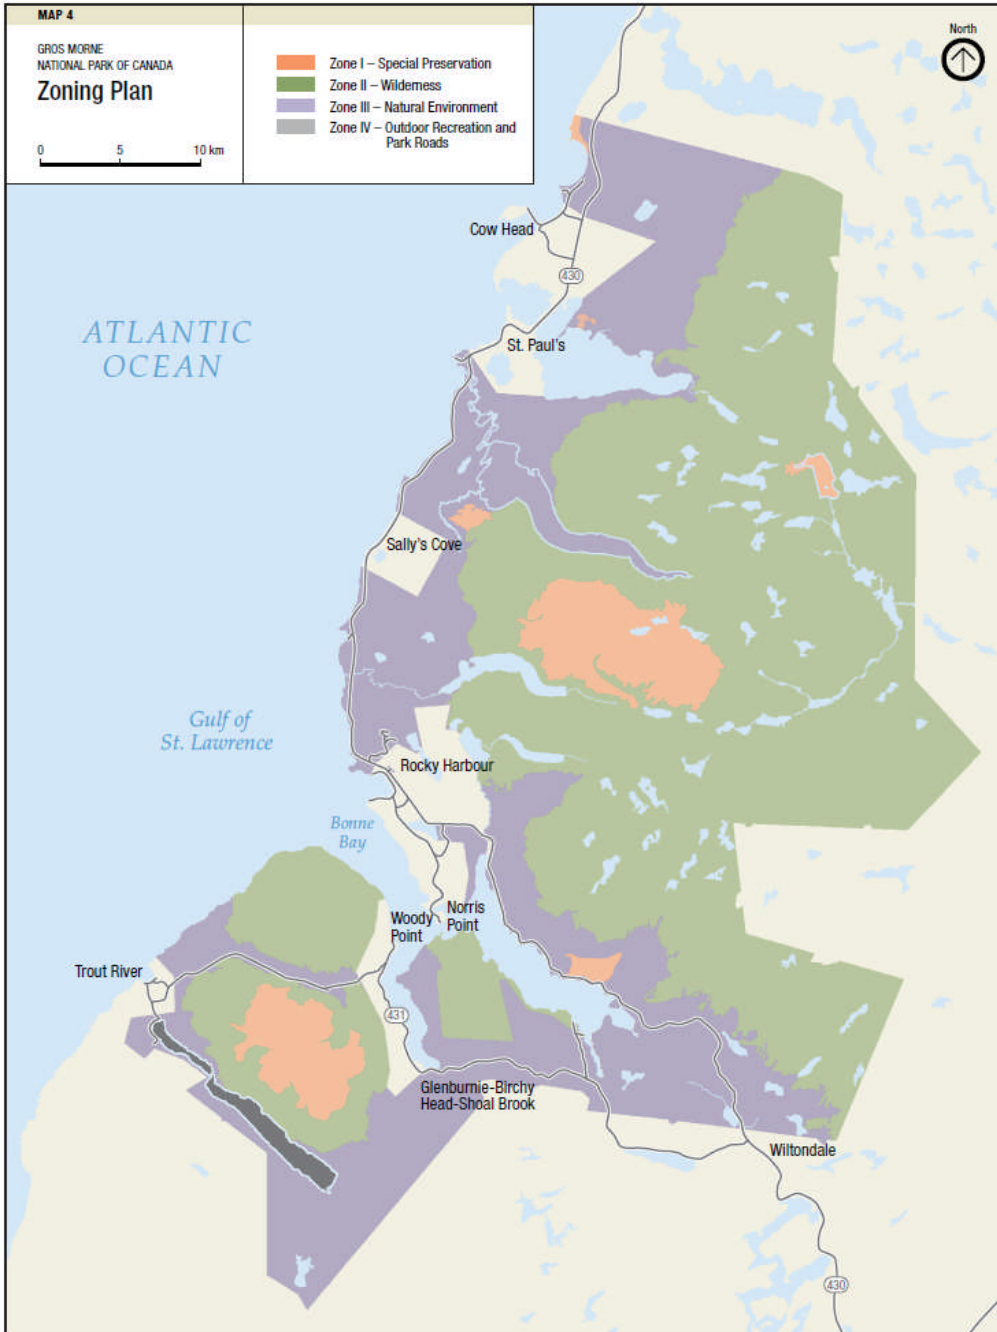 MAP 4
GROS MORNE
NATIONAL PARK OF CANADA
Zoning Plan
0 5 10 km
Zone I – Special Preservation
Zone II – Wilderness
Zone III – Natural Environment
Zone IV – Outdoor Recreation and
Park Roads
North
Cow Head
430
ATLANTIC
OCEAN
St. Paul's
Sally's Cove
Gulf of
St. Lawrence
Rocky Harbour
Bonne
Bay
Woody
Point
Norris
Point
Trout River
431
Glenburnie-Birchy
Head-Shoal Brook
Wiltondale
430